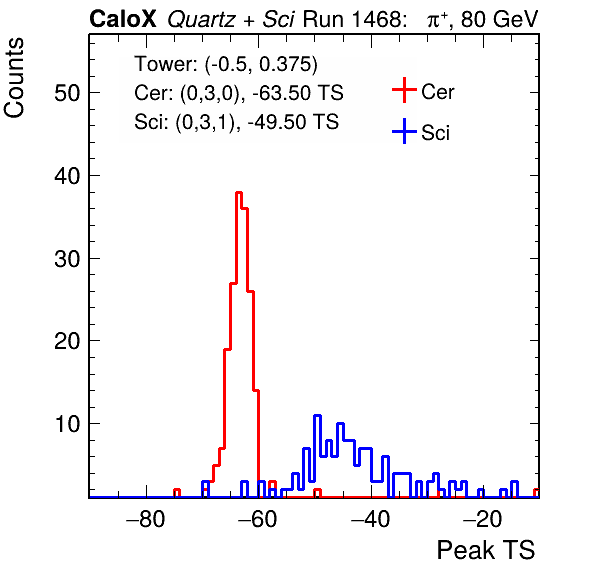 CaloX Quartz + Sci Run 1468: π⁺, 80 GeV
Counts
Tower: (-0.5, 0.375)
Cer: (0,3,0), -63.50 TS
Sci: (0,3,1), -49.50 TS
Cer
Sci
50
40
30
20
10
−80 −60 −40 −20
Peak TS